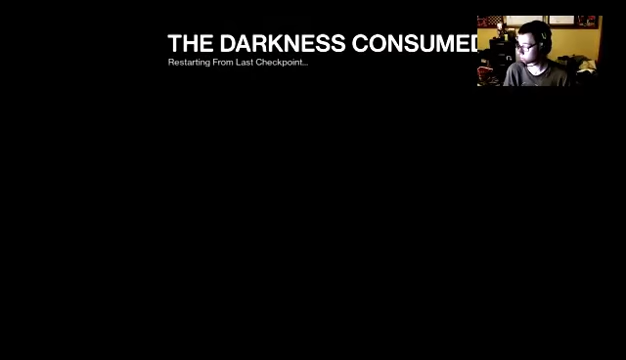 THE DARKNESS CONSUMED
Restarting From Last Checkpoint...